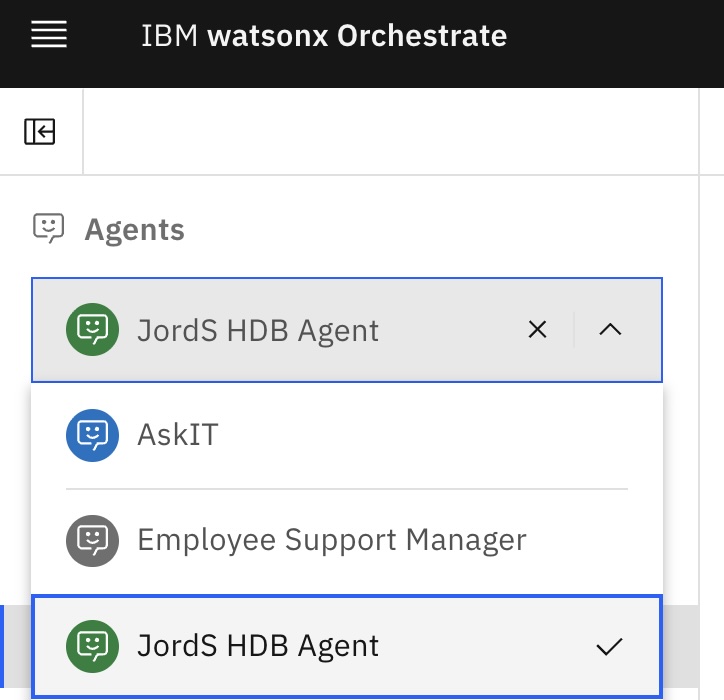 IBM watsonx Orchestrate
Agents
JordS HDB Agent
AskIT
Employee Support Manager
JordS HDB Agent